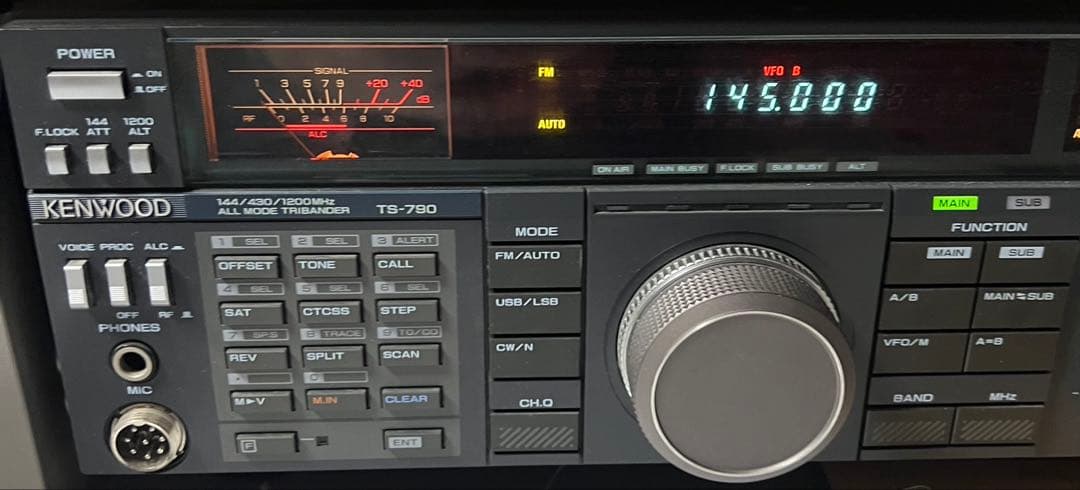 POWER
ON
OFF
144 1200
F.LOCK ATT ALT
SIGNAL
1 3 5 7 9 +20 +40
dB
RF 0 2 4 6 8 10
ALC
FM
AUTO
VFO B
145.000
ON AIR MAIN BUSY F.LOCK SUB BUSY ALT
KENWOOD
144/430/1200MHz
ALL MODE TRIBANDER TS-790
VOICE PROC ALC
OFF RF
PHONES
MIC
1 SEL 2 SEL 3 ALERT
OFFSET TONE CALL
4 SEL 5 SEL 6 SEL
SAT CTCSS STEP
7 SP.S 8 TRACE 9 TO/CO
REV SPLIT SCAN
0
M▶V M.IN CLEAR
F ENT
MODE
FM/AUTO
USB/LSB
CW/N
CH.Q
MAIN SUB
FUNCTION
MAIN SUB
A/B MAIN⇆SUB
VFO/M A=B
BAND MHz